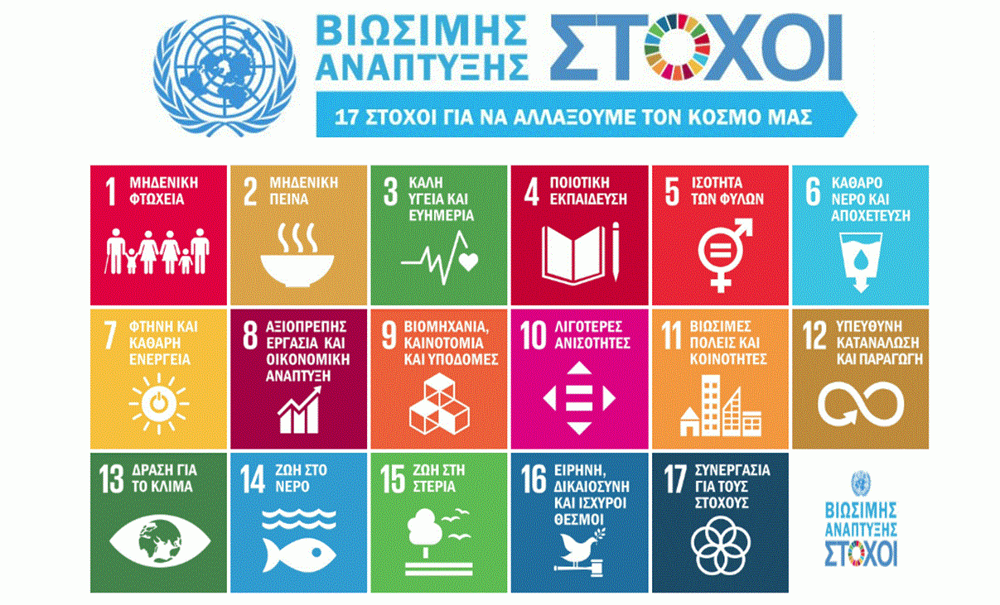 ΒΙΩΣΙΜΗΣ
ΑΝΑΠΤΥΞΗΣ
ΣΤΟΧΟΙ
17 ΣΤΟΧΟΙ ΓΙΑ ΝΑ ΑΛΛΑΞΟΥΜΕ ΤΟΝ ΚΟΣΜΟ ΜΑΣ
1 ΜΗΔΕΝΙΚΗ
ΦΤΩΧΕΙΑ
2 ΜΗΔΕΝΙΚΗ
ΠΕΙΝΑ
3 ΚΑΛΗ
ΥΓΕΙΑ ΚΑΙ
ΕΥΗΜΕΡΙΑ
4 ΠΟΙΟΤΙΚΗ
ΕΚΠΑΙΔΕΥΣΗ
5 ΙΣΟΤΗΤΑ
ΤΩΝ ΦΥΛΩΝ
6 ΚΑΘΑΡΟ
ΝΕΡΟ ΚΑΙ
ΑΠΟΧΕΤΕΥΣΗ
7 ΦΤΗΝΗ ΚΑΙ
ΚΑΘΑΡΗ
ΕΝΕΡΓΕΙΑ
8 ΑΞΙΟΠΡΕΠΗΣ
ΕΡΓΑΣΙΑ ΚΑΙ
ΟΙΚΟΝΟΜΙΚΗ
ΑΝΑΠΤΥΞΗ
9 ΒΙΟΜΗΧΑΝΙΑ,
ΚΑΙΝΟΤΟΜΙΑ
ΚΑΙ ΥΠΟΔΟΜΕΣ
10 ΛΙΓΟΤΕΡΕΣ
ΑΝΙΣΟΤΗΤΕΣ
11 ΒΙΩΣΙΜΕΣ
ΠΟΛΕΙΣ ΚΑΙ
ΚΟΙΝΟΤΗΤΕΣ
12 ΥΠΕΥΘΥΝΗ
ΚΑΤΑΝΑΛΩΣΗ
ΚΑΙ ΠΑΡΑΓΩΓΗ
13 ΔΡΑΣΗ ΓΙΑ
ΤΟ ΚΛΙΜΑ
14 ΖΩΗ ΣΤΟ
ΝΕΡΟ
15 ΖΩΗ ΣΤΗ
ΣΤΕΡΙΑ
16 ΕΙΡΗΝΗ,
ΔΙΚΑΙΟΣΥΝΗ
ΚΑΙ ΙΣΧΥΡΟΙ
ΘΕΣΜΟΙ
17 ΣΥΝΕΡΓΑΣΙΑ
ΓΙΑ ΤΟΥΣ
ΣΤΟΧΟΥΣ
ΒΙΩΣΙΜΗΣ
ΑΝΑΠΤΥΞΗΣ
ΣΤΟΧΟΙ